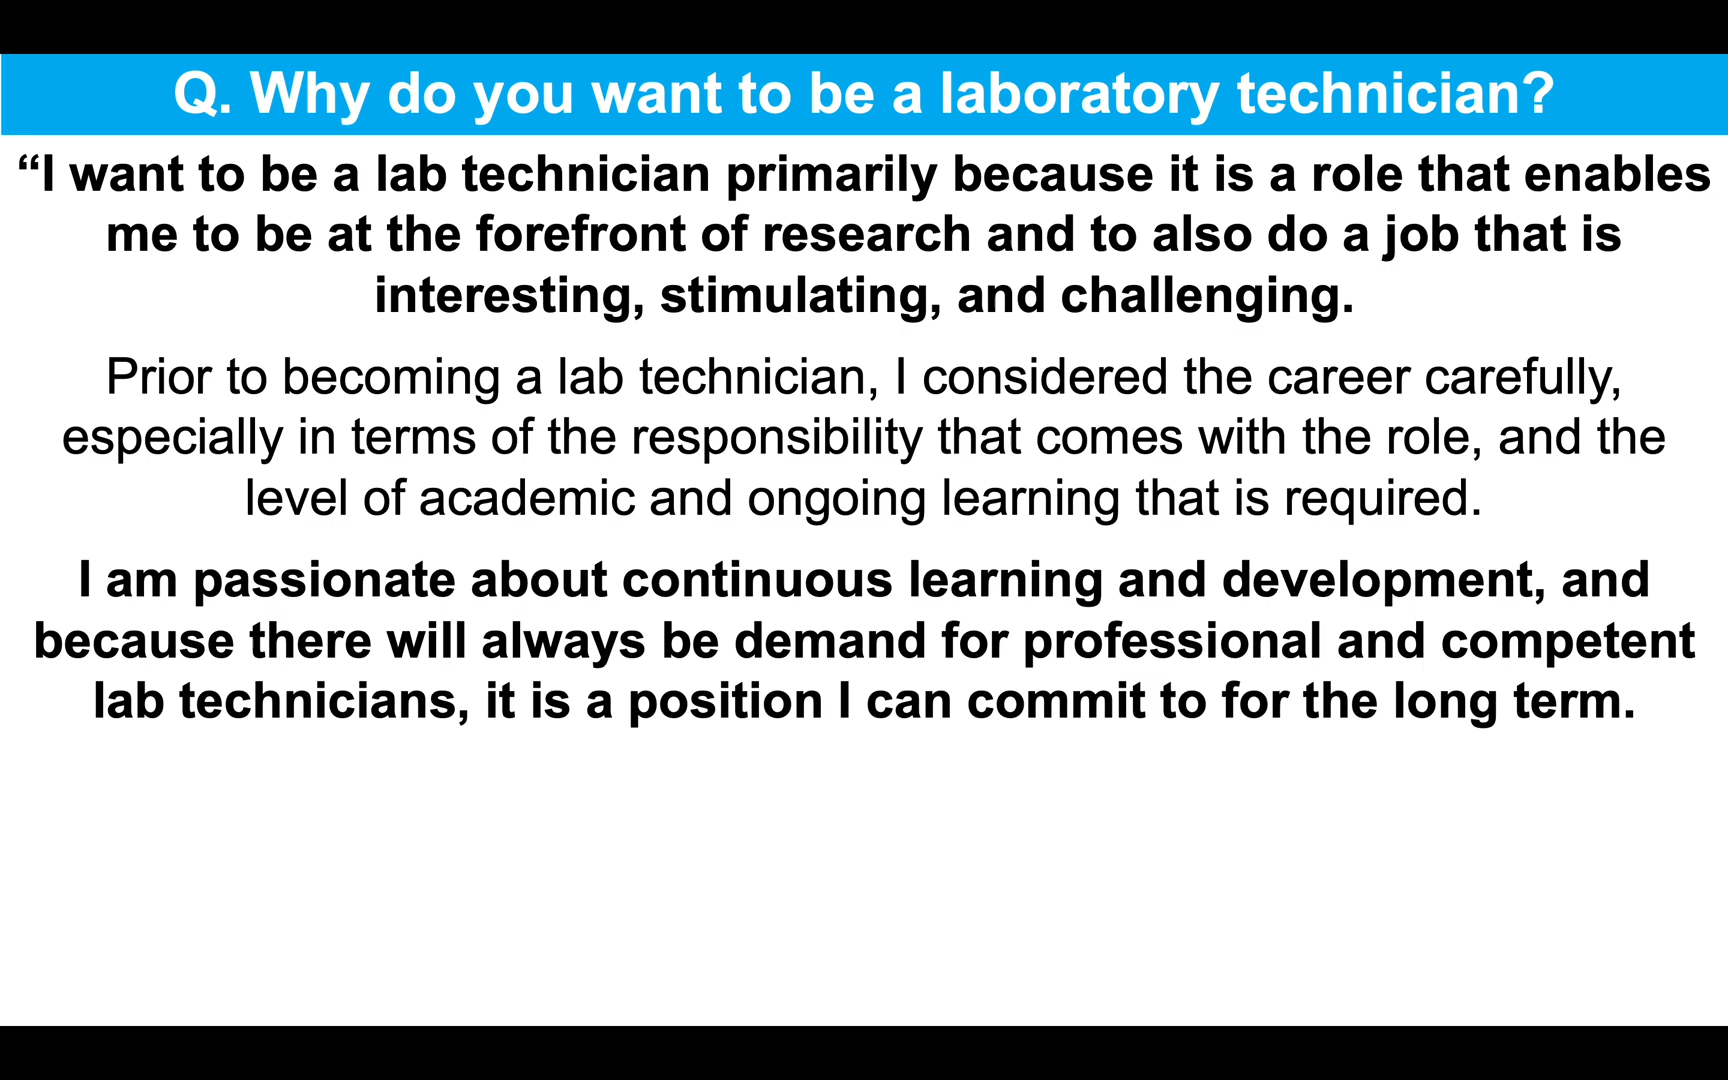 Q. Why do you want to be a laboratory technician?
“I want to be a lab technician primarily because it is a role that enables
me to be at the forefront of research and to also do a job that is
interesting, stimulating, and challenging.
Prior to becoming a lab technician, I considered the career carefully,
especially in terms of the responsibility that comes with the role, and the
level of academic and ongoing learning that is required.
I am passionate about continuous learning and development, and
because there will always be demand for professional and competent
lab technicians, it is a position I can commit to for the long term.